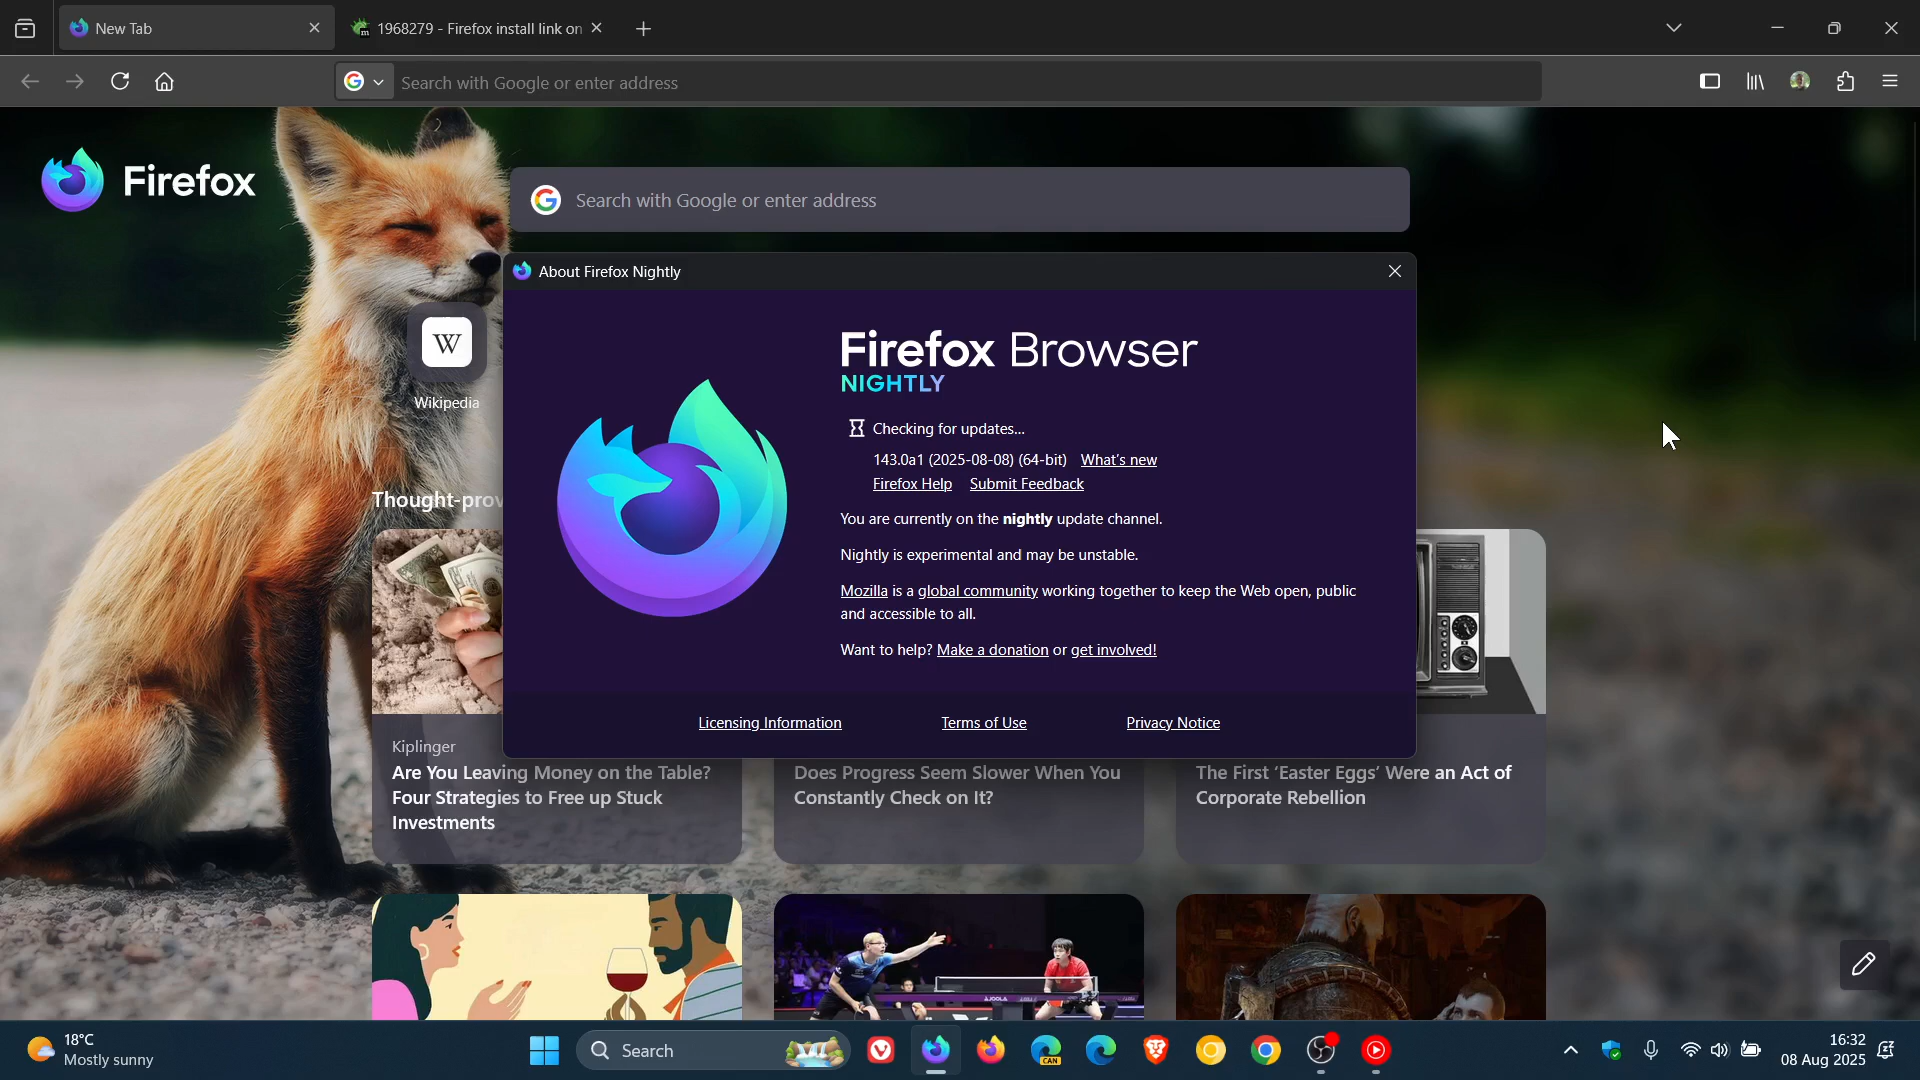 New Tab
1968279 - Firefox install link on
Search with Google or enter address
Firefox
Search with Google or enter address
About Firefox Nightly
W
Wikipedia
Firefox Browser
NIGHTLY
Checking for updates...
143.0a1 (2025-08-08) (64-bit) What's new
Firefox Help Submit Feedback
You are currently on the nightly update channel.
Nightly is experimental and may be unstable.
Mozilla is a global community working together to keep the Web open, public
and accessible to all.
Want to help? Make a donation or get involved!
Licensing Information Terms of Use Privacy Notice
Thought-prov
Kiplinger
Are You Leaving Money on the Table?
Four Strategies to Free up Stuck
Investments
Does Progress Seem Slower When You
Constantly Check on It?
The First ‘Easter Eggs’ Were an Act of
Corporate Rebellion
JOOLA
18°C
Mostly sunny
Search
CAN
16:32
08 Aug 2025